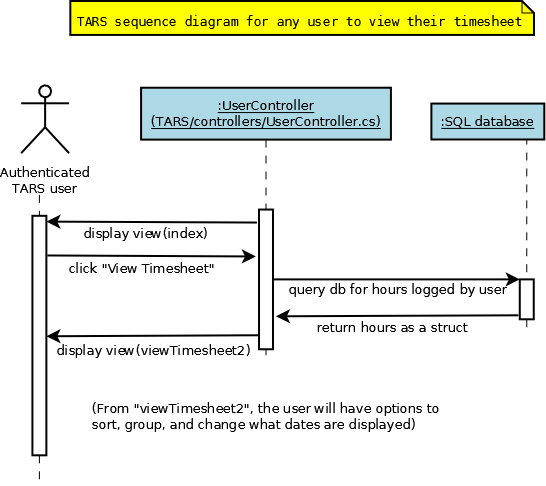 TARS sequence diagram for any user to view their timesheet
:UserController
(TARS/controllers/UserController.cs)
:SQL database
Authenticated
TARS user
display view(index)
click "View Timesheet"
query db for hours logged by user
return hours as a struct
display view(viewTimesheet2)
(From "viewTimesheet2", the user will have options to
sort, group, and change what dates are displayed)